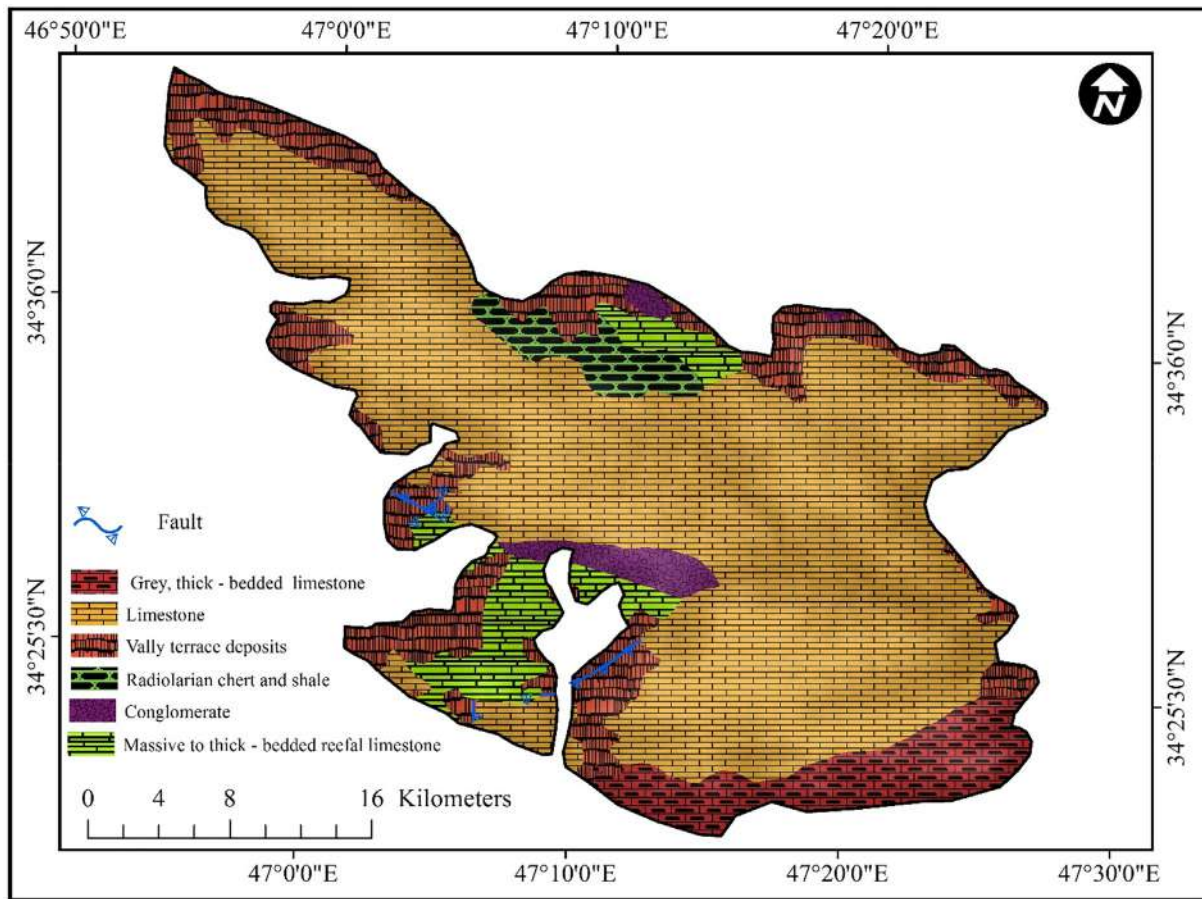 46°50'0"E 47°0'0"E 47°10'0"E 47°20'0"E
N
34°36'0"N
34°36'0"N
Fault
Grey, thick - bedded limestone
Limestone
Vally terrace deposits
Radiolarian chert and shale
Conglomerate
Massive to thick - bedded reefal limestone
34°25'30"N
34°25'30"N
0 4 8 16 Kilometers
47°0'0"E 47°10'0"E 47°20'0"E 47°30'0"E